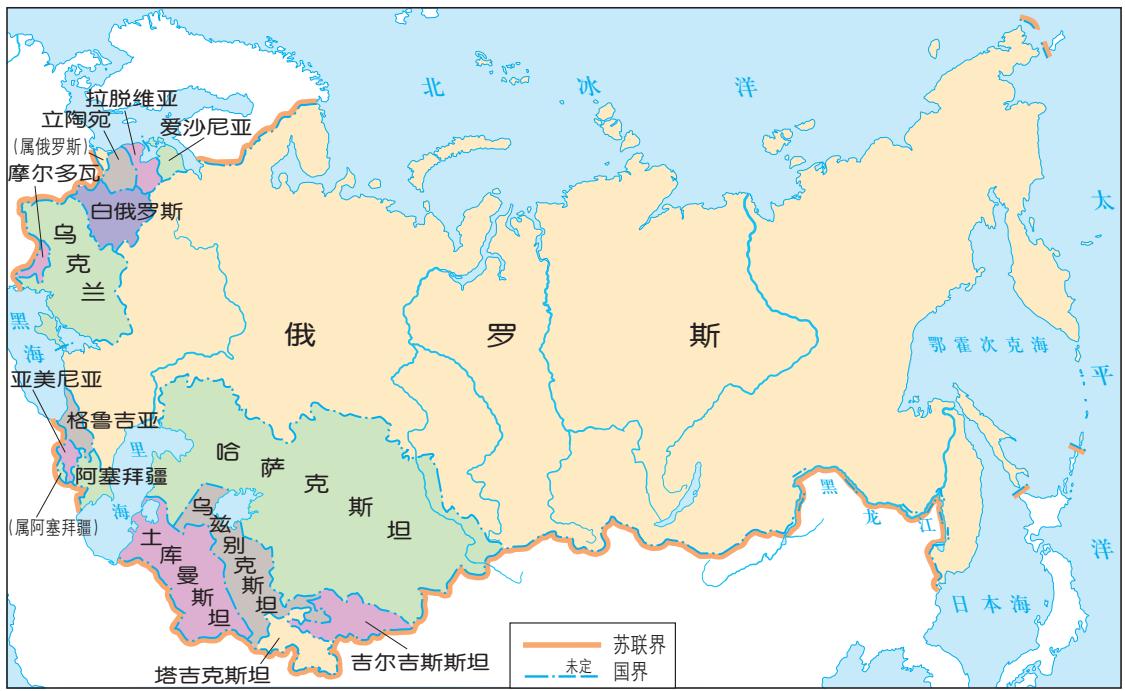 北冰洋
拉脱维亚
立陶宛
爱沙尼亚
(属俄罗斯)
摩尔多瓦
白俄罗斯
乌克兰
太平洋
黑海
俄罗斯
鄂霍次克海
亚美尼亚
格鲁吉亚
里海
阿塞拜疆
(属阿塞拜疆)
哈萨克斯坦
乌兹别克斯坦
土库曼斯坦
黑龙江
日本海
塔吉克斯坦
吉尔吉斯斯坦
苏联界
未定
国界